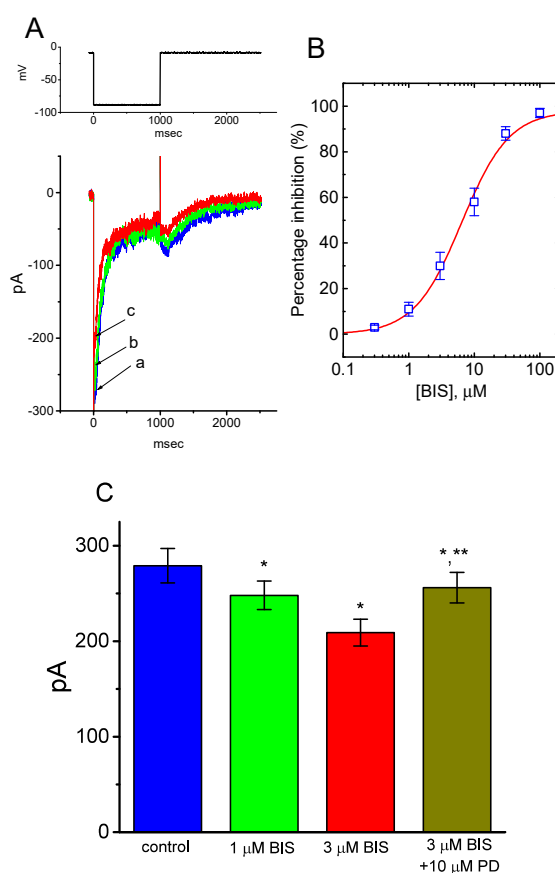 A
0
-50
-100
mV
0
1000
2000
msec
0
-100
-200
-300
pA
c
b
a
0
1000
2000
msec
B
100
80
60
40
20
0
Percentage inhibition (%)
0.1
1
10
100
[BIS], μM
C
300
200
100
0
pA
*
*
*,**
control
1 μM BIS
3 μM BIS
3 μM BIS
+10 μM PD